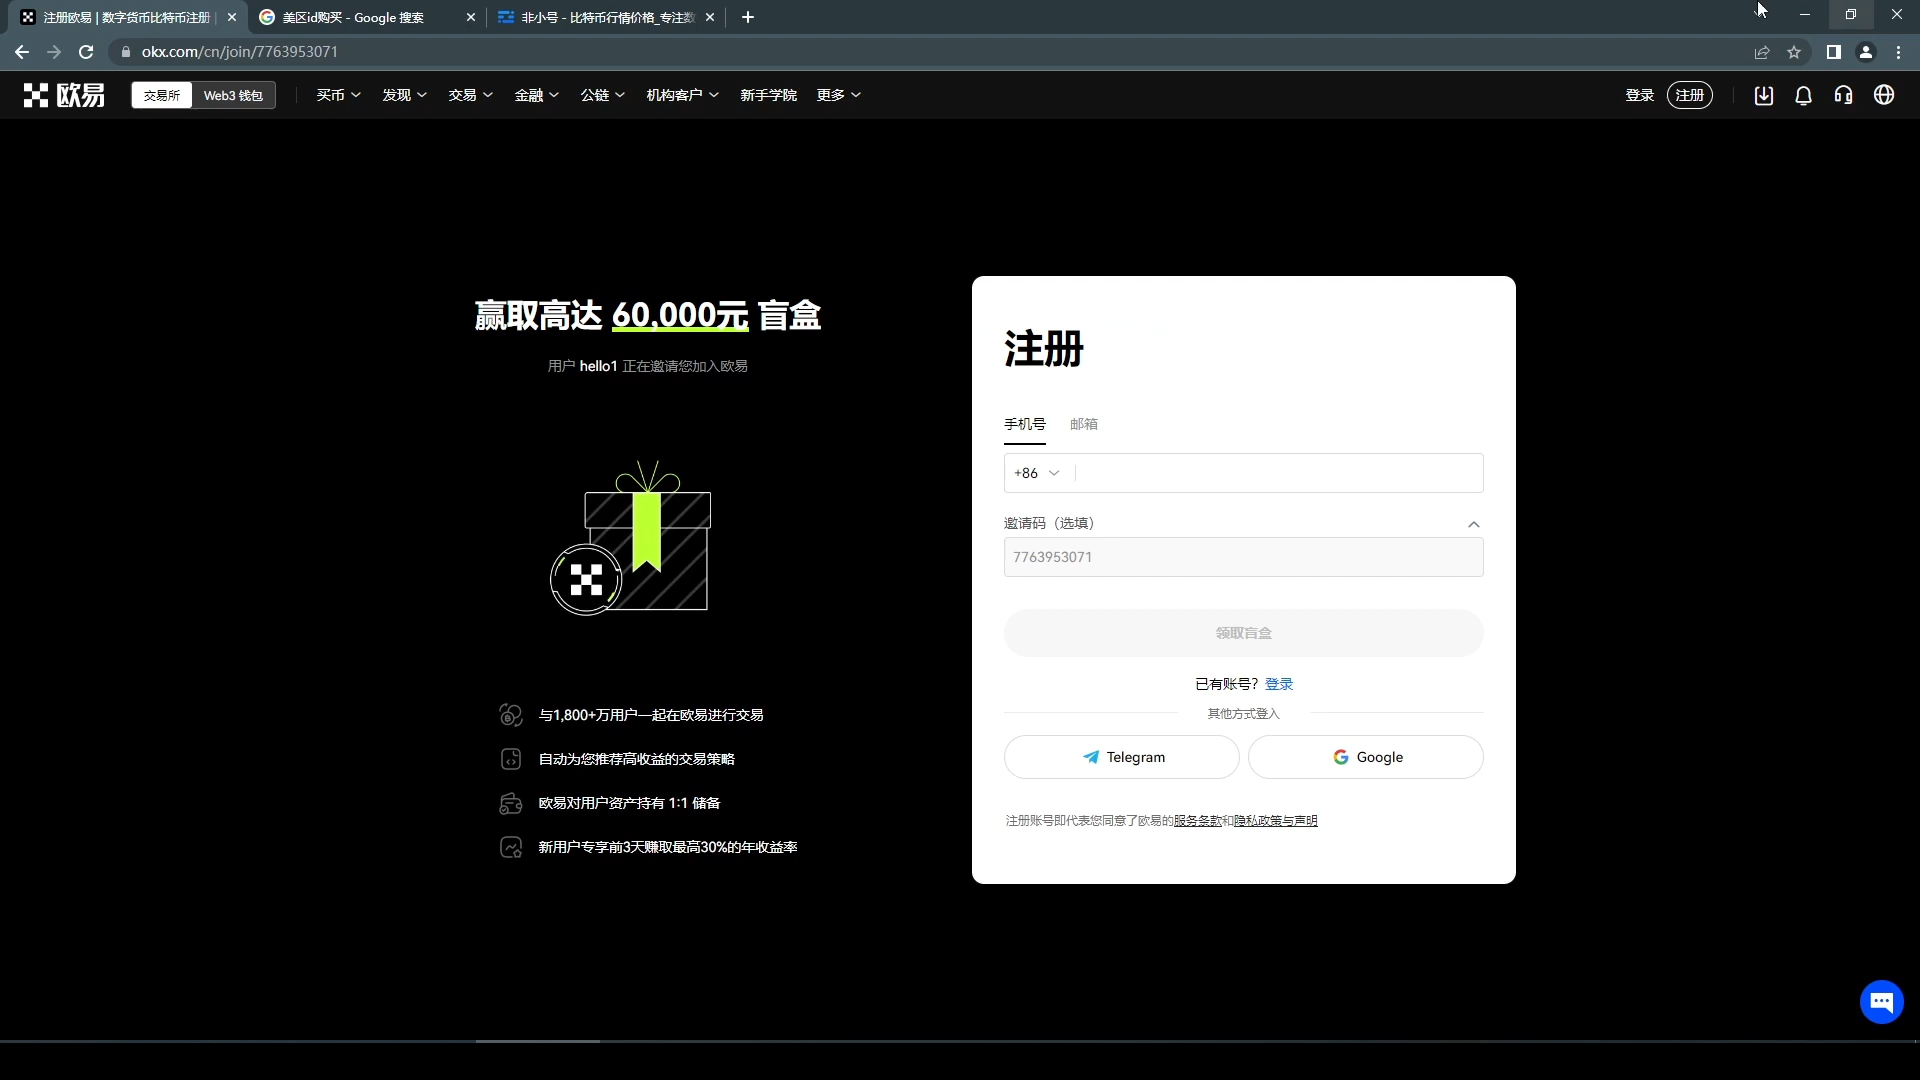 注册欧易 | 数字货币比特币注册 |
美区id购买 - Google 搜索
非小号 - 比特币行情价格_专注数
okx.com/cn/join/7763953071
欧易
交易所 Web3 钱包 买币 发现 交易 金融 公链 机构客户 新手学院 更多 登录 注册
赢取高达 60,000元 盲盒
用户 hello1 正在邀请您加入欧易
与1,800+万用户一起在欧易进行交易
自动为您推荐高收益的交易策略
欧易对用户资产持有 1:1 储备
新用户专享前3天赚取最高30%的年收益率
注册
手机号 邮箱
+86
邀请码（选填）
7763953071
领取盲盒
已有账号? 登录
其他方式登入
Telegram Google
注册账号即代表您同意了欧易的服务条款和隐私政策与声明